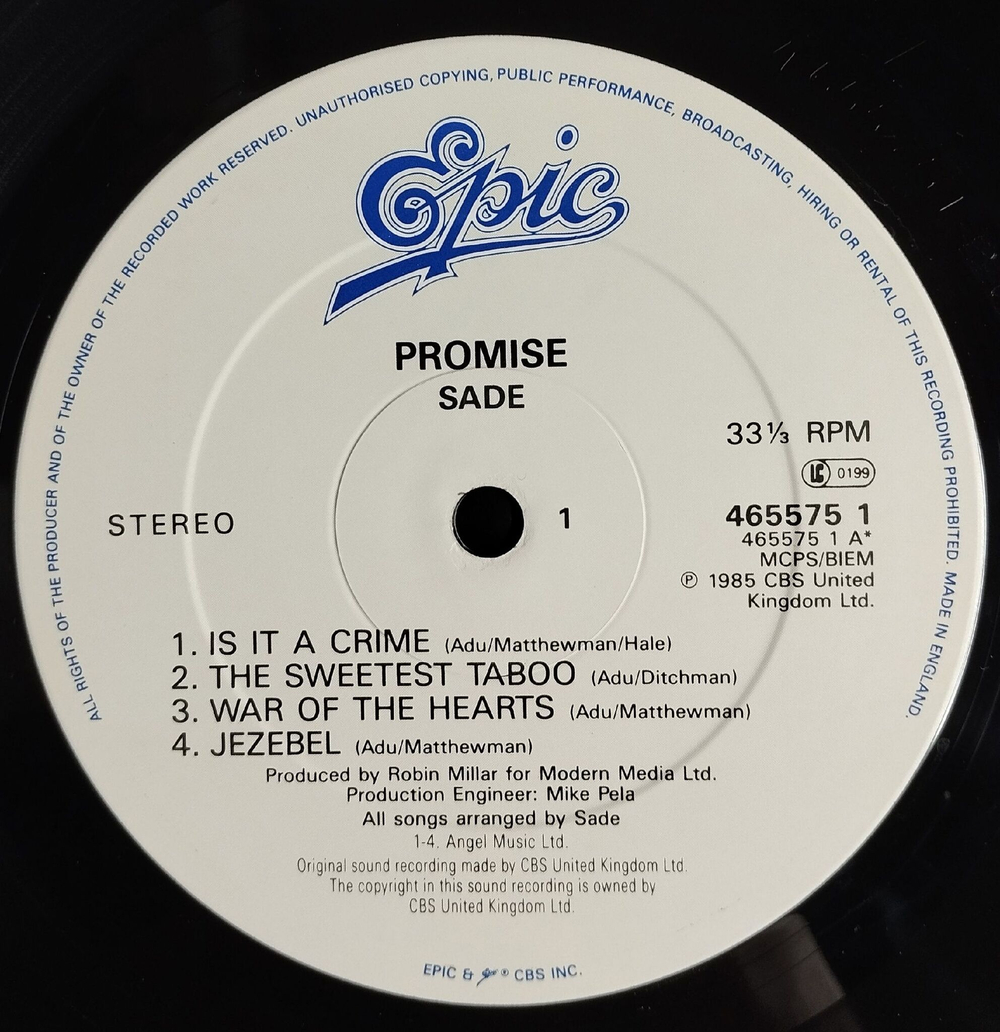 ALL RIGHTS OF THE PRODUCER AND OF THE OWNER OF THE RECORDED WORK RESERVED. UNAUTHORISED COPYING, PUBLIC PERFORMANCE, BROADCASTING, HIRING OR RENTAL OF THIS RECORDING PROHIBITED. MADE IN ENGLAND.
Epic
PROMISE
SADE
33⅓ RPM
LC 0199
STEREO
1
465575 1
465575 1 A*
MCPS/BIEM
℗ 1985 CBS United
Kingdom Ltd.
1. IS IT A CRIME (Adu/Matthewman/Hale)
2. THE SWEETEST TABOO (Adu/Ditchman)
3. WAR OF THE HEARTS (Adu/Matthewman)
4. JEZEBEL (Adu/Matthewman)
Produced by Robin Millar for Modern Media Ltd.
Production Engineer: Mike Pela
All songs arranged by Sade
1-4. Angel Music Ltd.
Original sound recording made by CBS United Kingdom Ltd.
The copyright in this sound recording is owned by
CBS United Kingdom Ltd.
EPIC & Epic ® CBS INC.